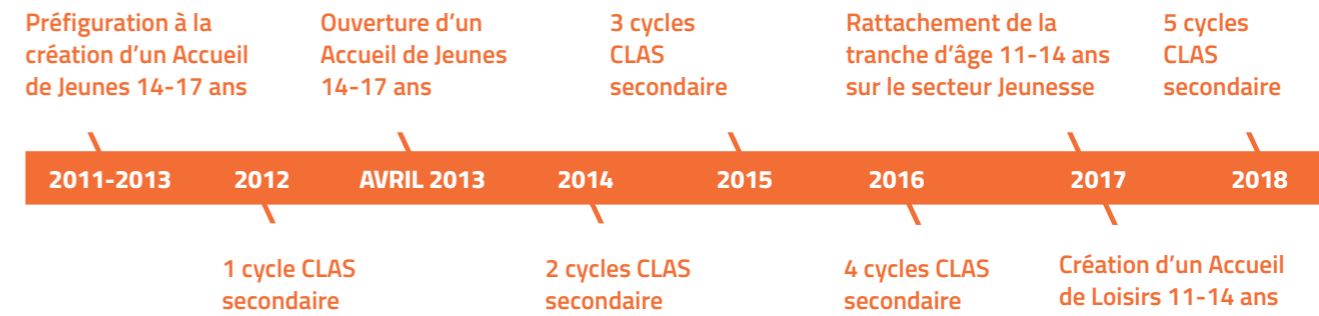 Préfiguration à la
création d'un Accueil
de Jeunes 14-17 ans
Ouverture d'un
Accueil de Jeunes
14-17 ans
3 cycles
CLAS
secondaire
Rattachement de la
tranche d'âge 11-14 ans
sur le secteur Jeunesse
5 cycles
CLAS
secondaire
2011-2013 2012 AVRIL 2013 2014 2015 2016 2017 2018
1 cycle CLAS
secondaire
2 cycles CLAS
secondaire
4 cycles CLAS
secondaire
Création d'un Accueil
de Loisirs 11-14 ans